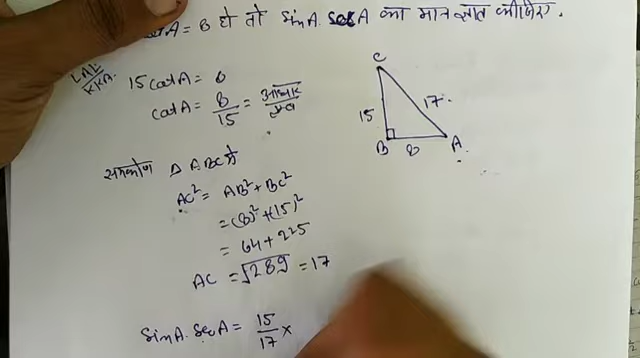 A = 8 हो तो sinA. secA का मान ज्ञात कीजिए.
15 cotA = 8
cotA = 8/15 = आधार/लम्ब
समकोण Δ ABC में
AC² = AB² + BC²
= (8)² + (15)²
= 64 + 225
AC = √289 = 17
sinA. secA = 15/17 ×
C
15
17.
B
8
A